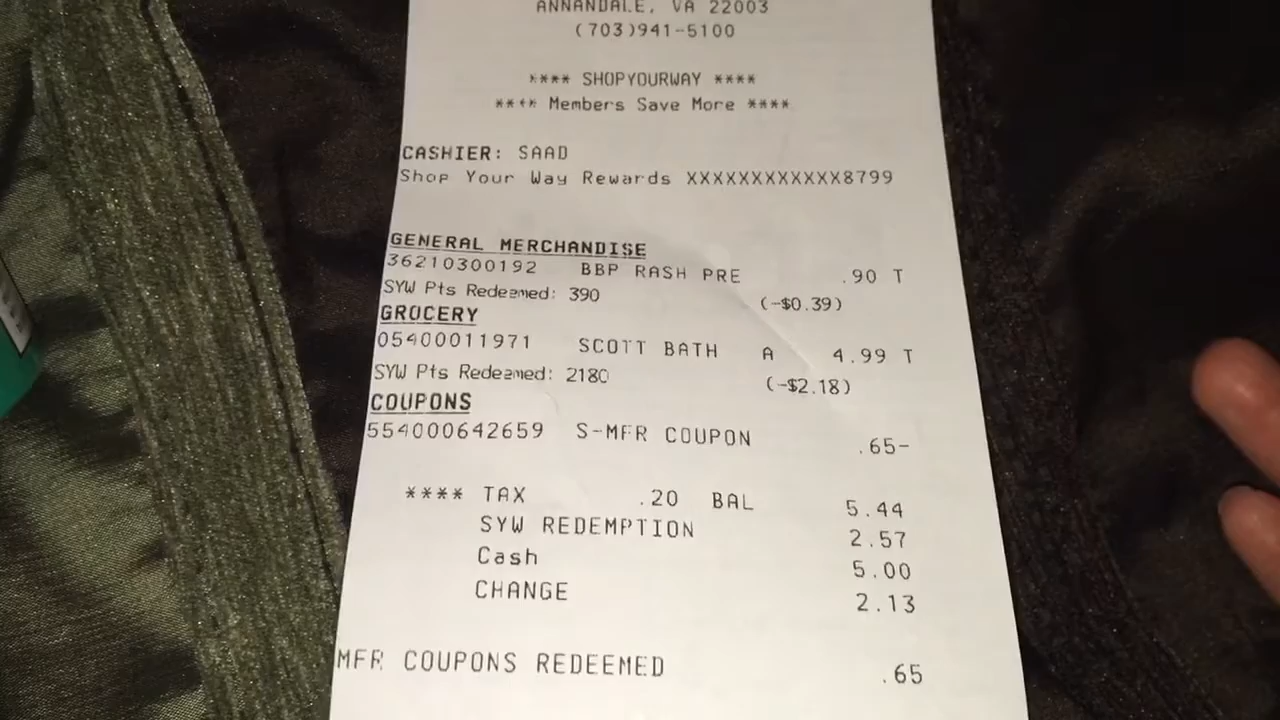 ANNANDALE, VA 22003
(703)941-5100
**** SHOPYOURWAY ****
**** Members Save More ****
CASHIER: SAAD
Shop Your Way Rewards XXXXXXXXXXXX8799
GENERAL MERCHANDISE
36210300192 BBP RASH PRE .90 T
SYW Pts Redeemed: 390 (-$0.39)
GROCERY
05400011971 SCOTT BATH A 4.99 T
SYW Pts Redeemed: 2180 (-$2.18)
COUPONS
554000642659 S-MFR COUPON .65-
**** TAX .20 BAL 5.44
SYW REDEMPTION 2.57
Cash 5.00
CHANGE 2.13
MFR COUPONS REDEEMED .65